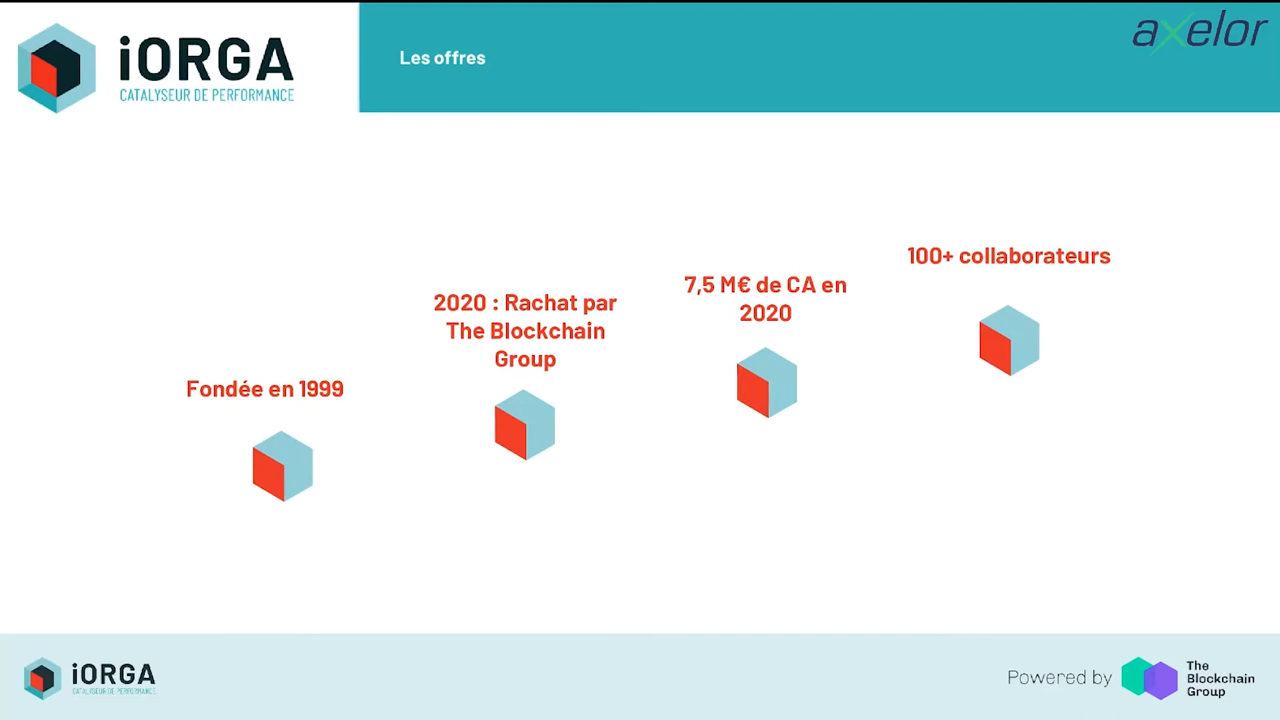 iORGA
CATALYSEUR DE PERFORMANCE
Les offres
axelor
Fondée en 1999
2020 : Rachat par
The Blockchain
Group
7,5 M€ de CA en
2020
100+ collaborateurs
iORGA
CATALYSEUR DE PERFORMANCE
Powered by
The
Blockchain
Group